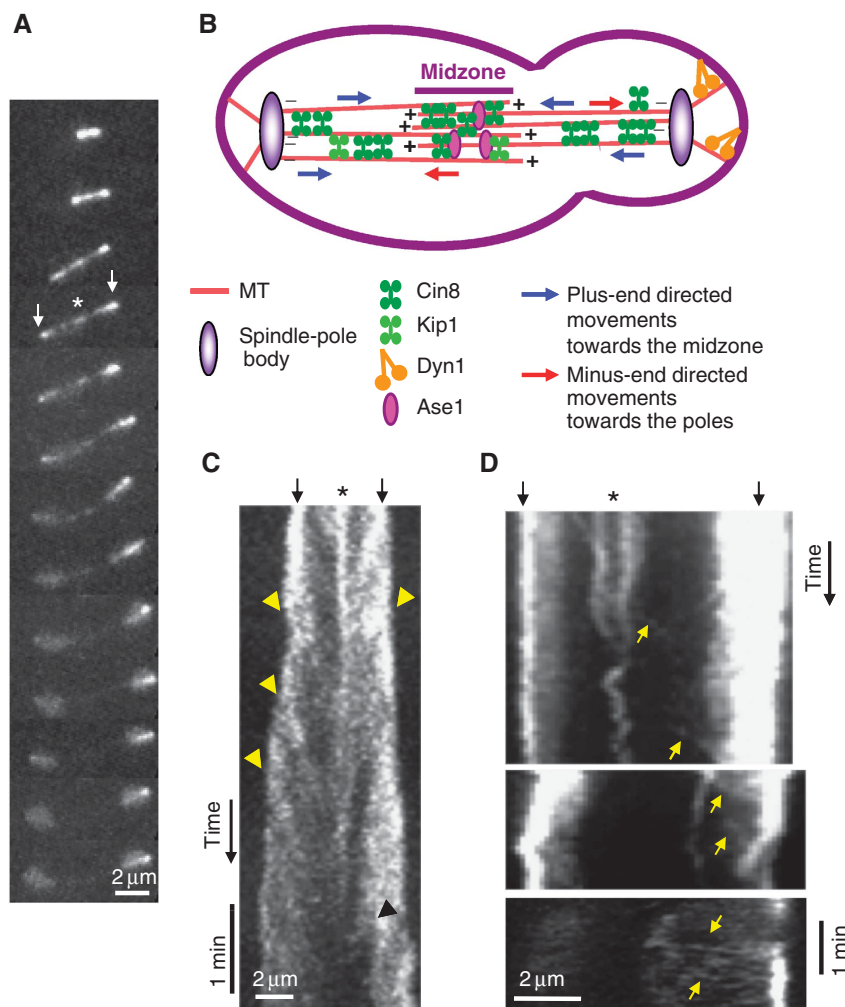 A
B
Midzone
− + −
+
− + −
+ +
−
MT
Spindle-pole
body
Cin8
Kip1
Dyn1
Ase1
Plus-end directed
movements
towards the midzone
Minus-end directed
movements
towards the poles
*
2 μm
C
*
Time
1 min
2 μm
D
*
Time
1 min
2 μm